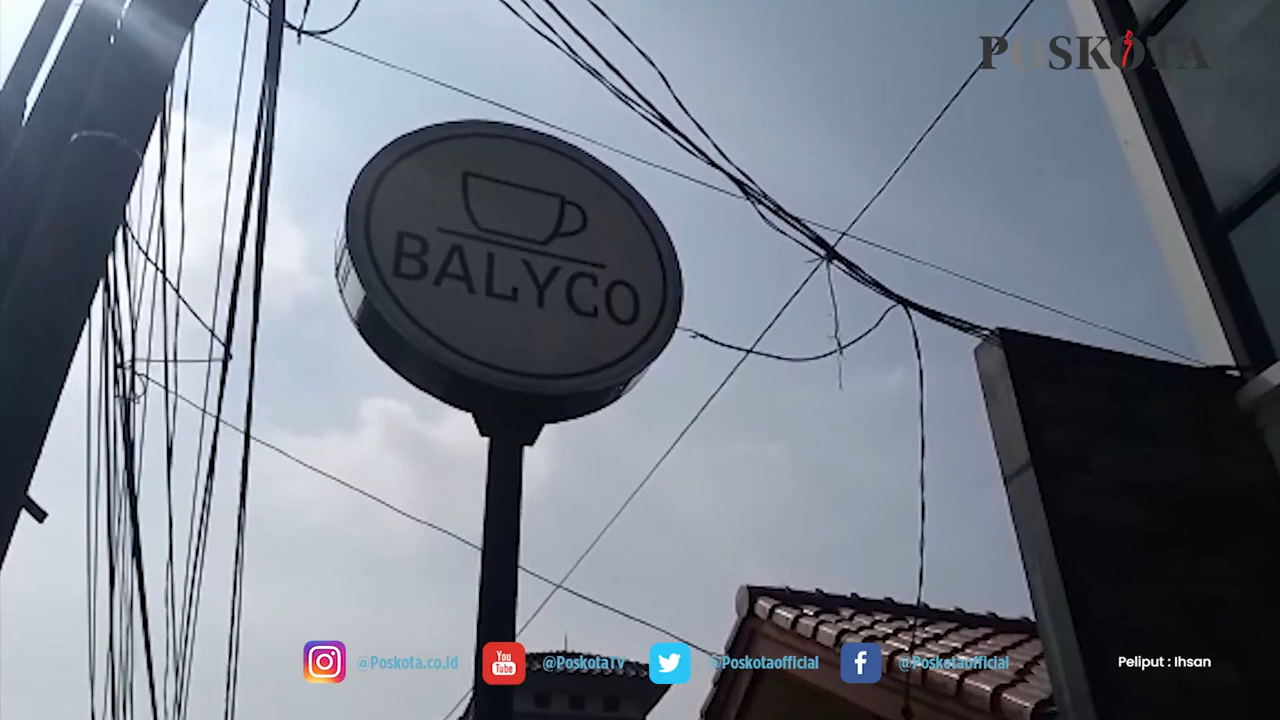 POSKOTA
BALYCO
@Poskota.co.id
You
Tube
@PoskotaTV
@Poskotaofficial
f
@Poskotaofficial
Peliput : Ihsan